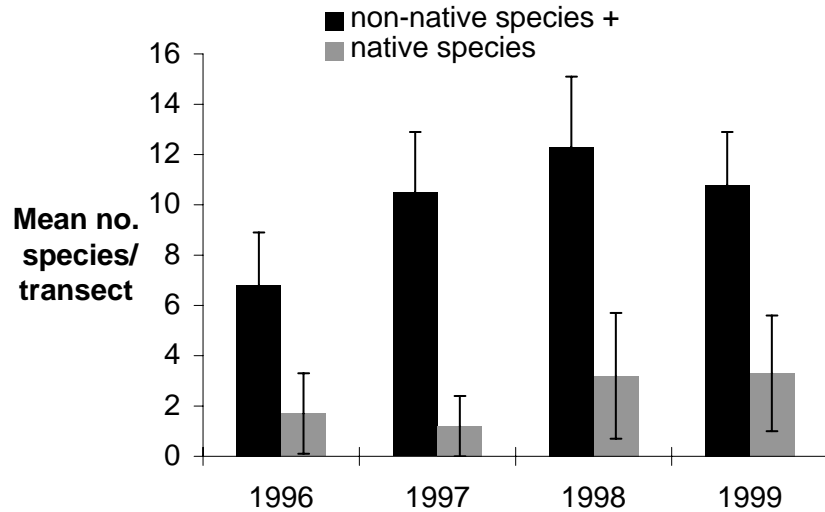 non-native species +
native species
16
14
12
10
8
6
4
2
0
Mean no.
species/
transect
1996 1997 1998 1999